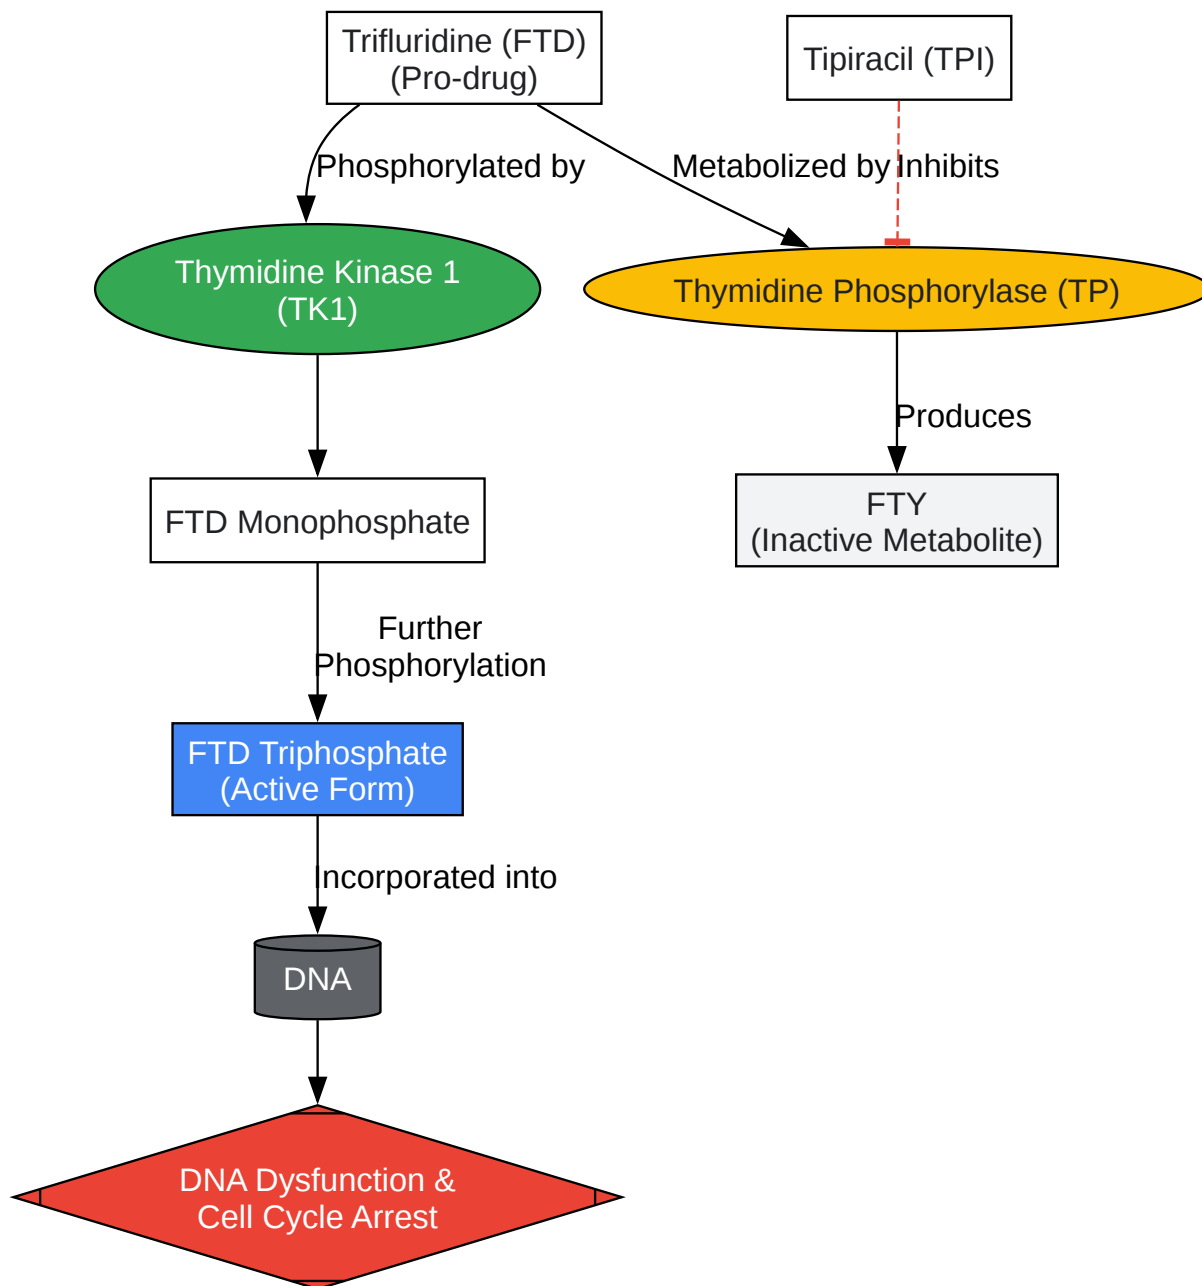 Trifluridine (FTD)
(Pro-drug)
Tipiracil (TPI)
Phosphorylated by
Metabolized by
Inhibits
Thymidine Kinase 1
(TK1)
Thymidine Phosphorylase (TP)
Produces
FTD Monophosphate
FTY
(Inactive Metabolite)
Further
Phosphorylation
FTD Triphosphate
(Active Form)
Incorporated into
DNA
DNA Dysfunction &
Cell Cycle Arrest